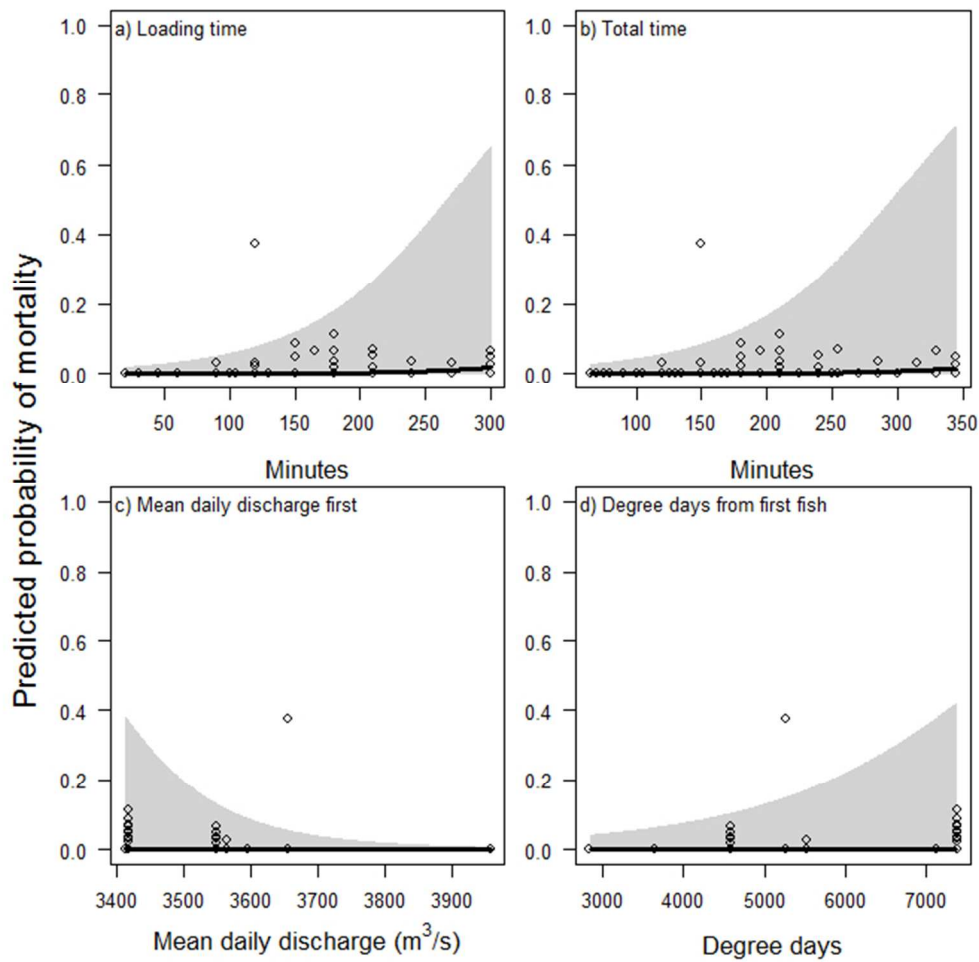 Predicted probability of mortality
a) Loading time
1.0
0.8
0.6
0.4
0.2
0.0
50 100 150 200 250 300
Minutes
b) Total time
1.0
0.8
0.6
0.4
0.2
0.0
100 150 200 250 300 350
Minutes
c) Mean daily discharge first
1.0
0.8
0.6
0.4
0.2
0.0
3400 3500 3600 3700 3800 3900
Mean daily discharge (m³/s)
d) Degree days from first fish
1.0
0.8
0.6
0.4
0.2
0.0
3000 4000 5000 6000 7000
Degree days